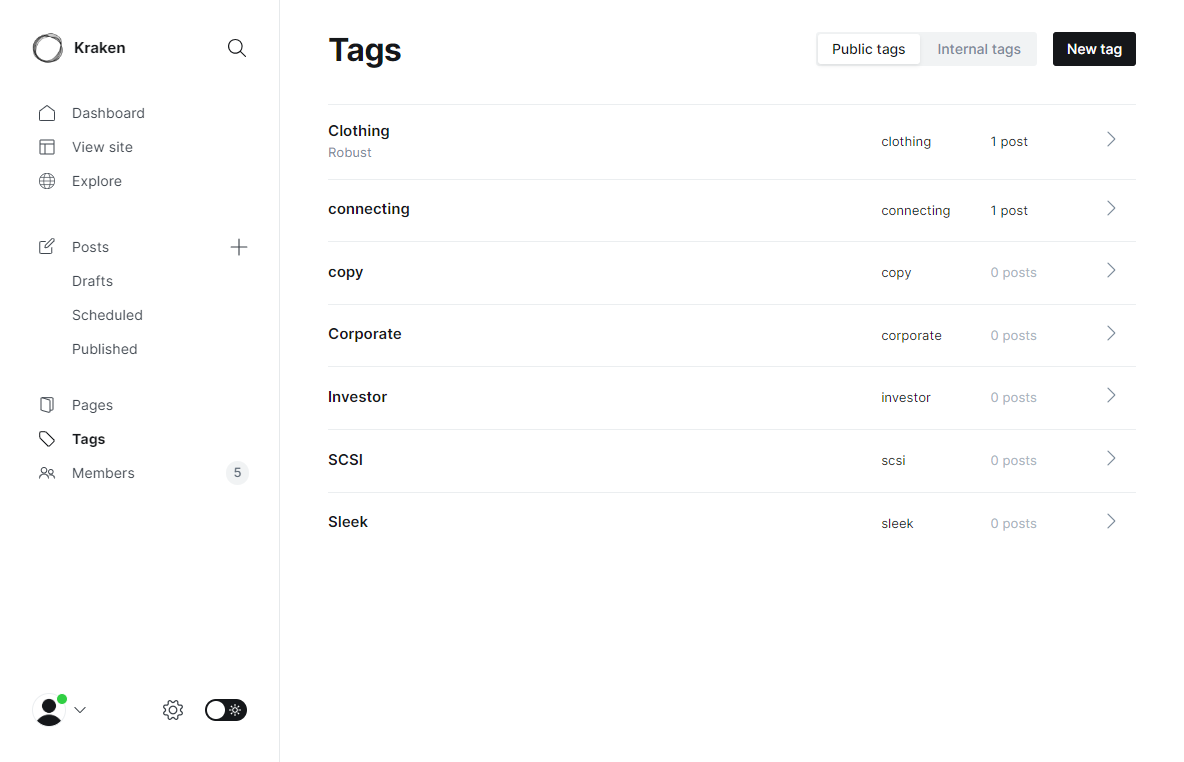 Kraken
Dashboard
View site
Explore
Posts
Drafts
Scheduled
Published
Pages
Tags
Members 5
Tags
Public tags Internal tags New tag
Clothing
Robust
clothing 1 post
connecting connecting 1 post
copy copy 0 posts
Corporate corporate 0 posts
Investor investor 0 posts
SCSI scsi 0 posts
Sleek sleek 0 posts